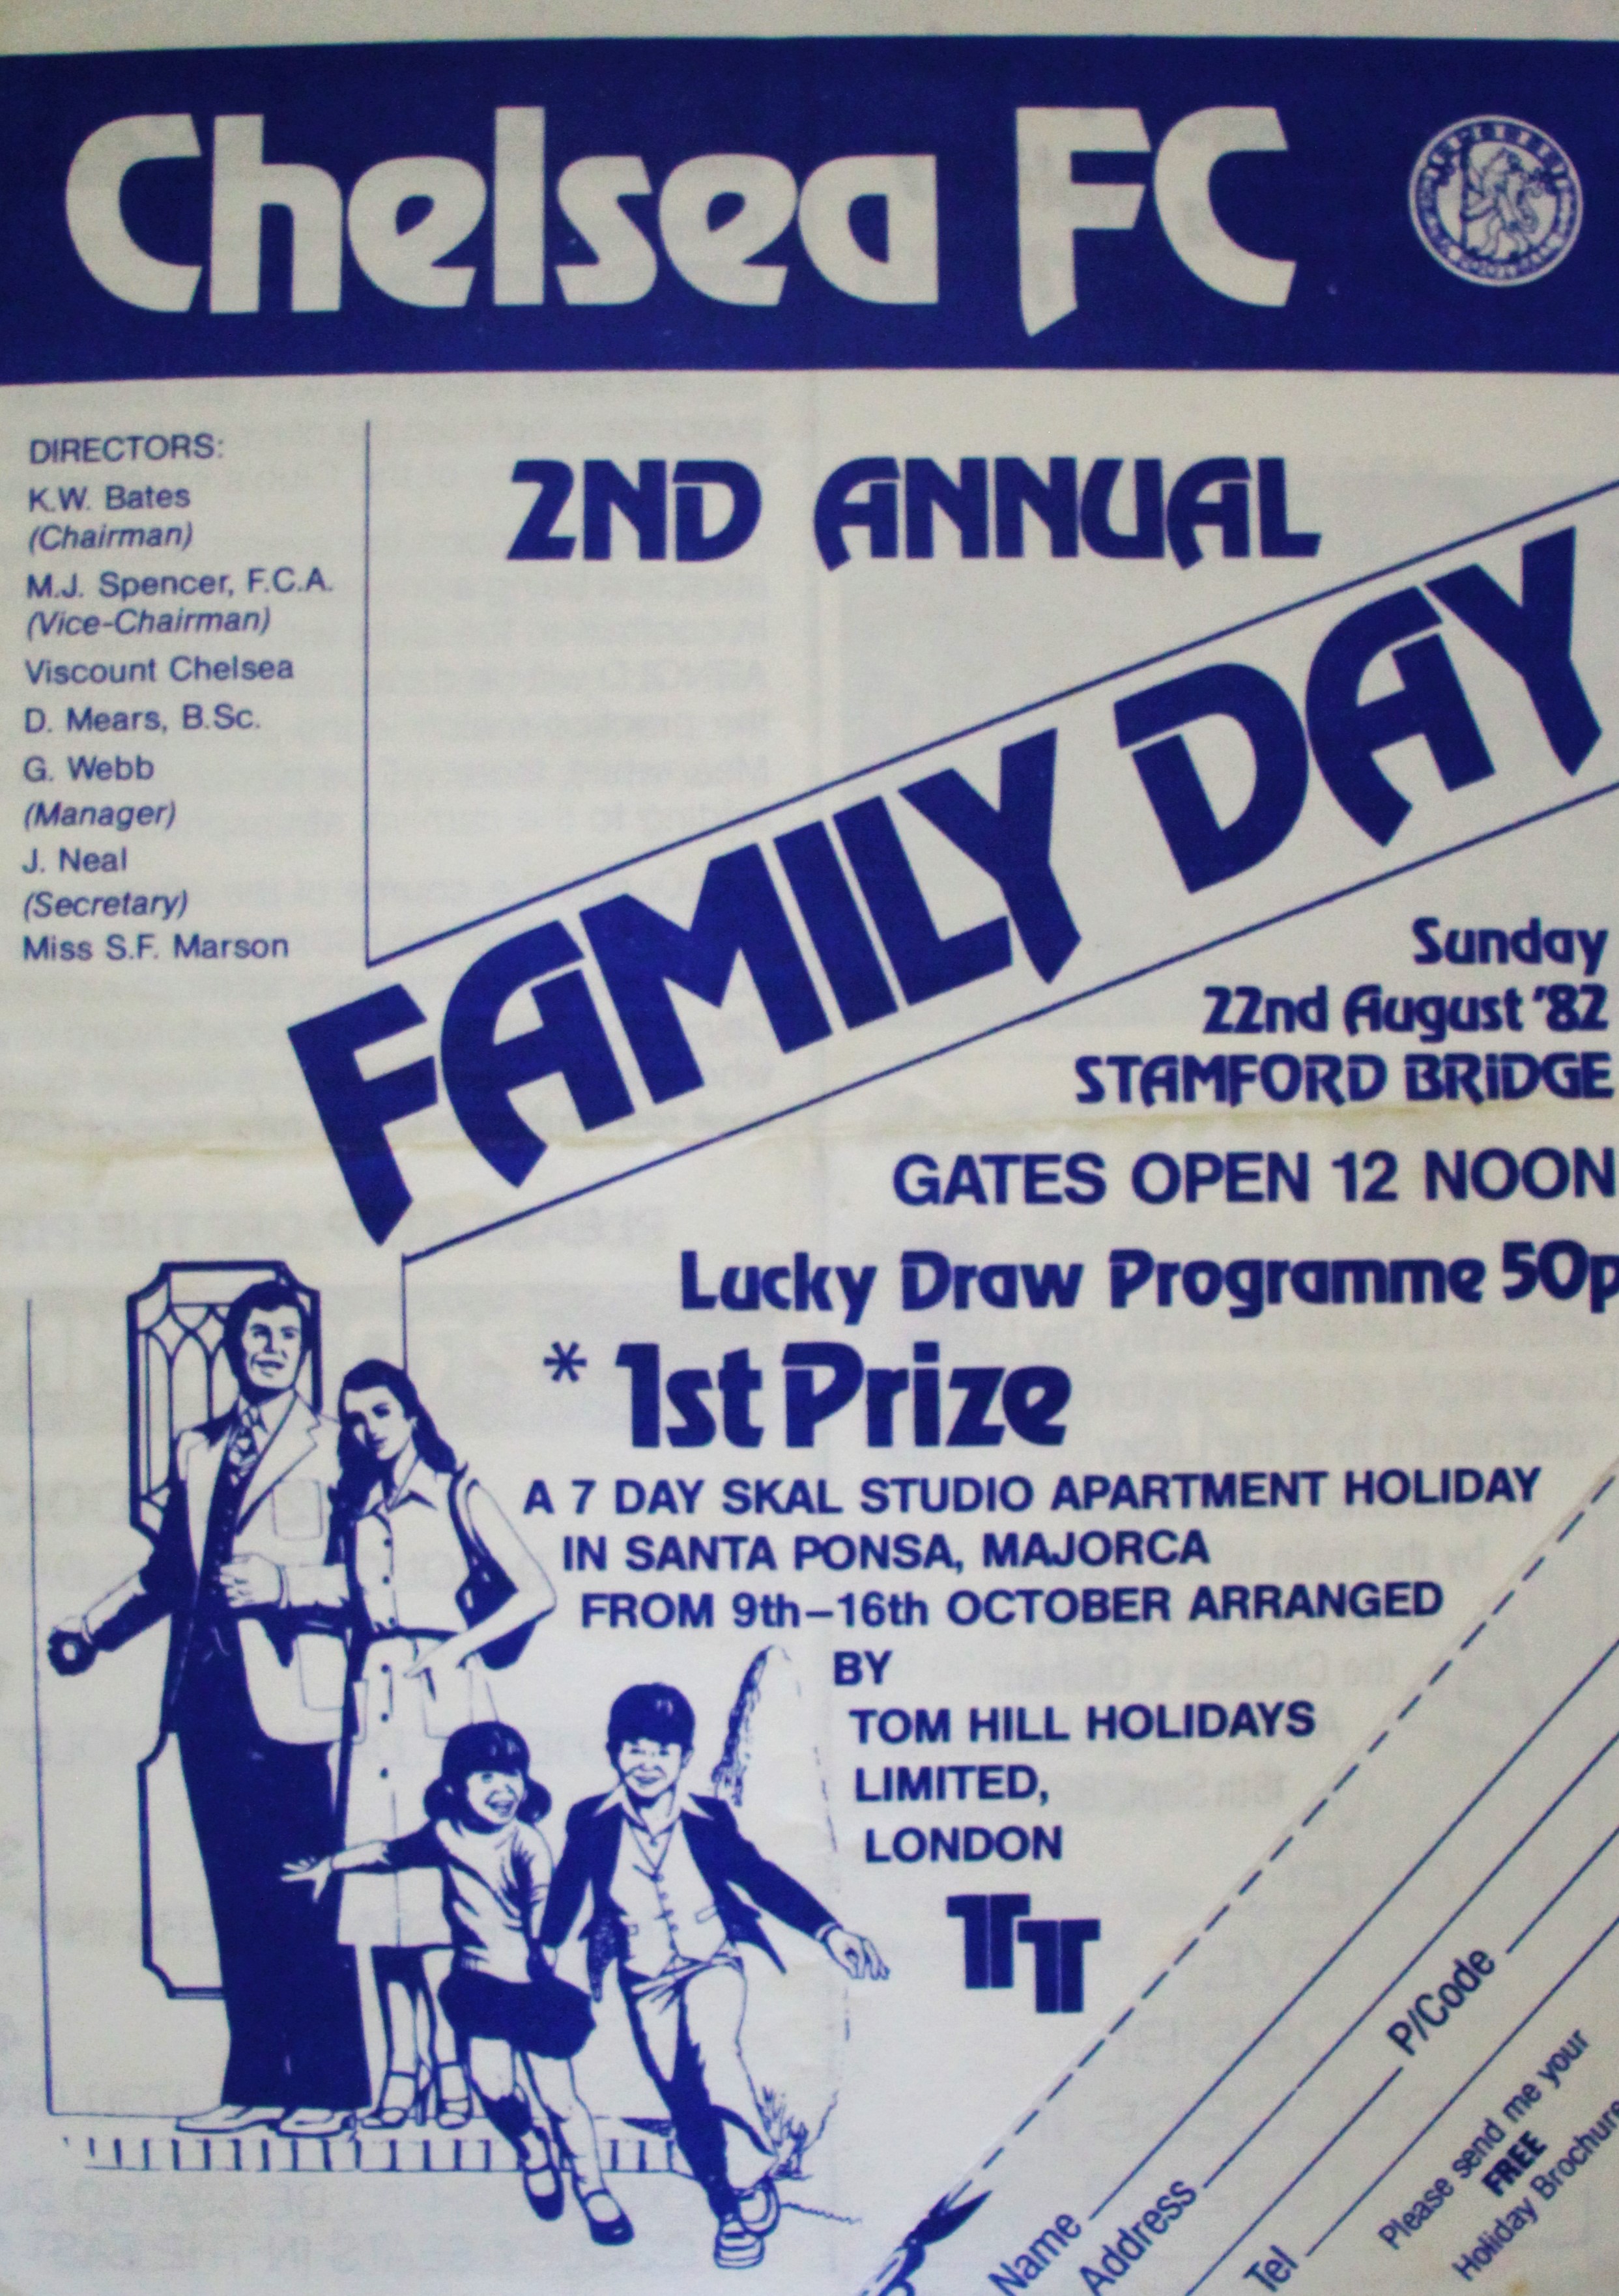 Chelsea FC
DIRECTORS:
K.W. Bates
(Chairman)
M.J. Spencer, F.C.A.
(Vice-Chairman)
Viscount Chelsea
D. Mears, B.Sc.
G. Webb
(Manager)
J. Neal
(Secretary)
Miss S.F. Marson
2ND ANNUAL
FAMILY DAY
Sunday
22nd August '82
STAMFORD BRIDGE
GATES OPEN 12 NOON
Lucky Draw Programme 50p
* 1st Prize
A 7 DAY SKAL STUDIO APARTMENT HOLIDAY
IN SANTA PONSA, MAJORCA
FROM 9th–16th OCTOBER ARRANGED
BY
TOM HILL HOLIDAYS
LIMITED,
LONDON
TT
Name
Address
P/Code
Tel
Please send me your
FREE
Holiday Brochure